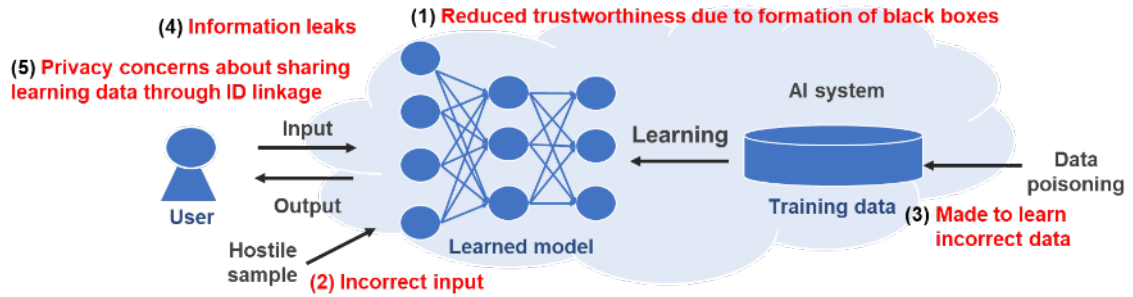 (1) Reduced trustworthiness due to formation of black boxes
(4) Information leaks
(5) Privacy concerns about sharing
learning data through ID linkage
AI system
Input
Learning
Data
poisoning
Output
User
Training data
(3) Made to learn
incorrect data
Learned model
Hostile
sample
(2) Incorrect input